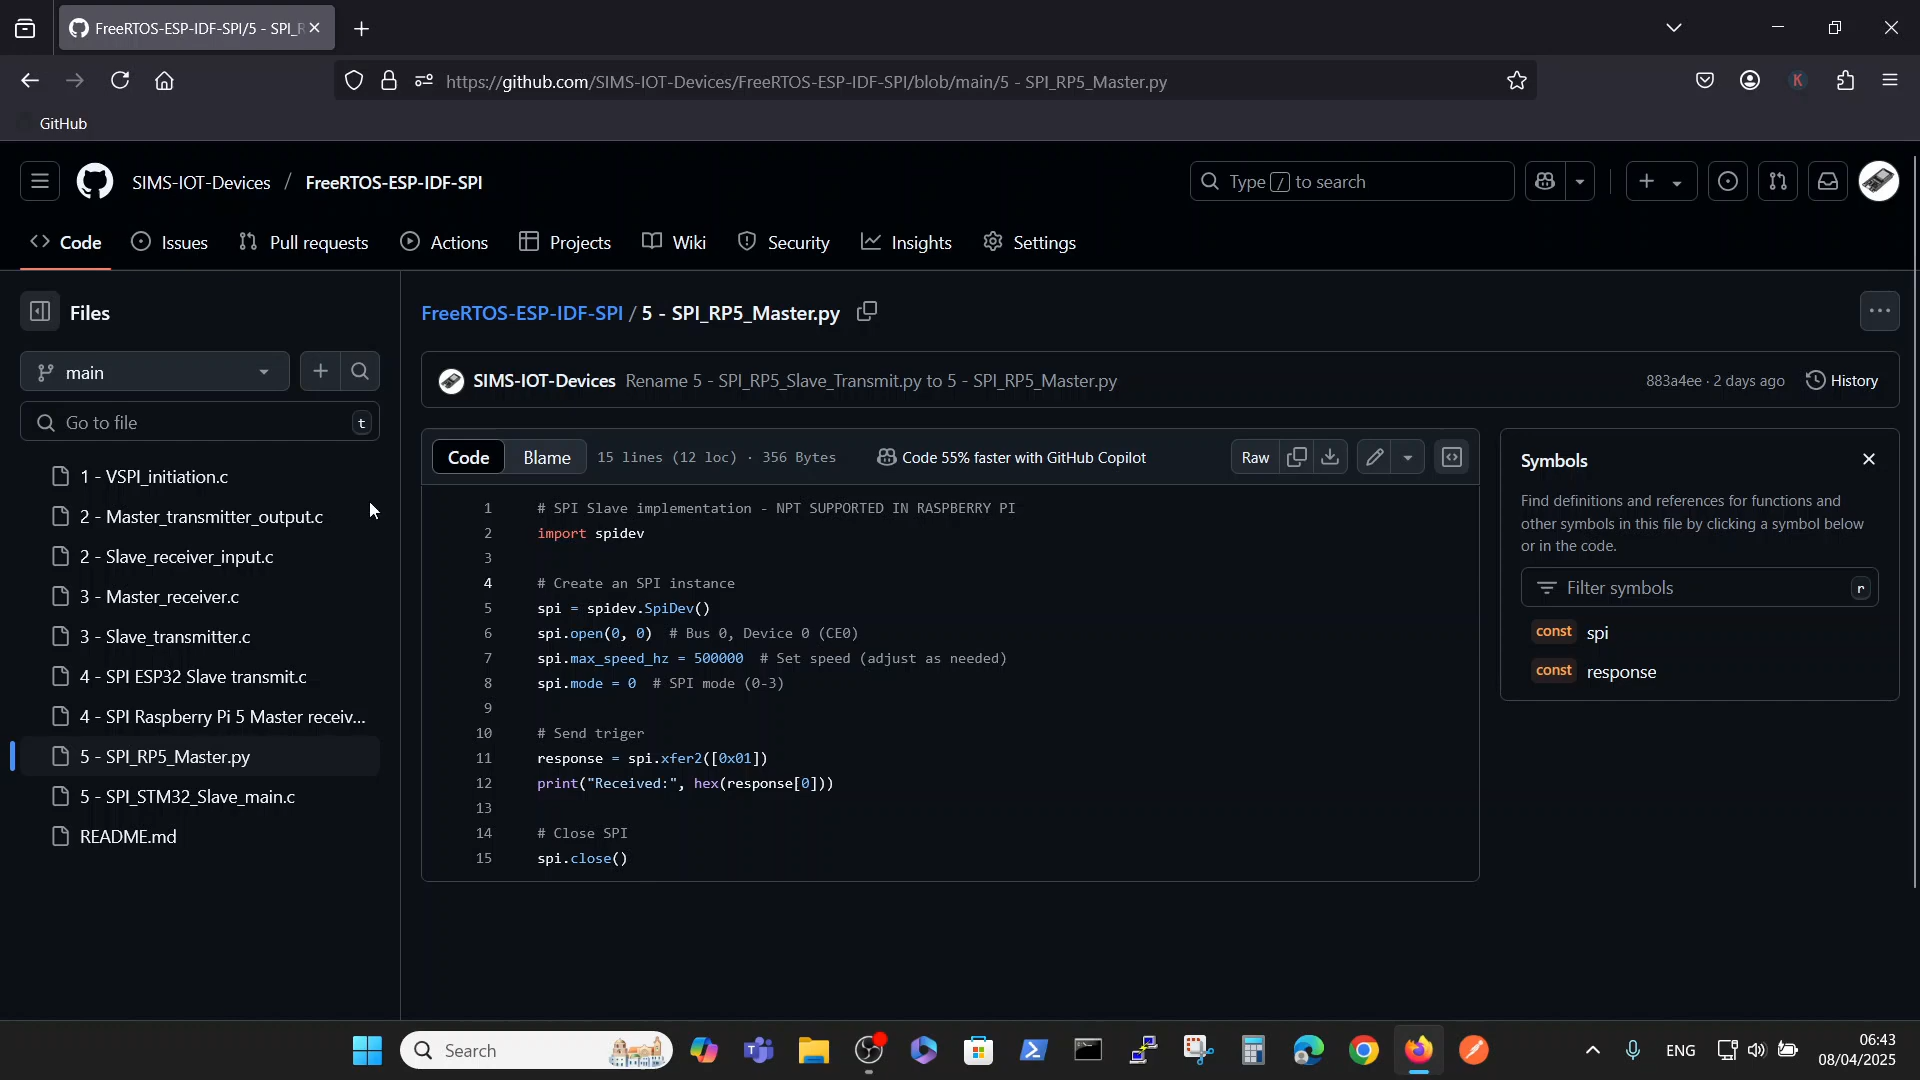 FreeRTOS-ESP-IDF-SPI/5 - SPI_R
https://github.com/SIMS-IOT-Devices/FreeRTOS-ESP-IDF-SPI/blob/main/5 - SPI_RP5_Master.py
K
GitHub
SIMS-IOT-Devices / FreeRTOS-ESP-IDF-SPI
Type / to search
Code Issues Pull requests Actions Projects Wiki Security Insights Settings
Files
FreeRTOS-ESP-IDF-SPI / 5 - SPI_RP5_Master.py
main
SIMS-IOT-Devices Rename 5 - SPI_RP5_Slave_Transmit.py to 5 - SPI_RP5_Master.py 883a4ee · 2 days ago History
Go to file t
1 - VSPI_initiation.c
2 - Master_transmitter_output.c
2 - Slave_receiver_input.c
3 - Master_receiver.c
3 - Slave_transmitter.c
4 - SPI ESP32 Slave transmit.c
4 - SPI Raspberry Pi 5 Master receiv...
5 - SPI_RP5_Master.py
5 - SPI_STM32_Slave_main.c
README.md
Code Blame 15 lines (12 loc) · 356 Bytes Code 55% faster with GitHub Copilot Raw
1 # SPI Slave implementation - NPT SUPPORTED IN RASPBERRY PI
2 import spidev
3
4 # Create an SPI instance
5 spi = spidev.SpiDev()
6 spi.open(0, 0) # Bus 0, Device 0 (CE0)
7 spi.max_speed_hz = 500000 # Set speed (adjust as needed)
8 spi.mode = 0 # SPI mode (0-3)
9
10 # Send triger
11 response = spi.xfer2([0x01])
12 print("Received:", hex(response[0]))
13
14 # Close SPI
15 spi.close()
Symbols
Find definitions and references for functions and
other symbols in this file by clicking a symbol below
or in the code.
Filter symbols r
const spi
const response
Search
ENG
06:43
08/04/2025